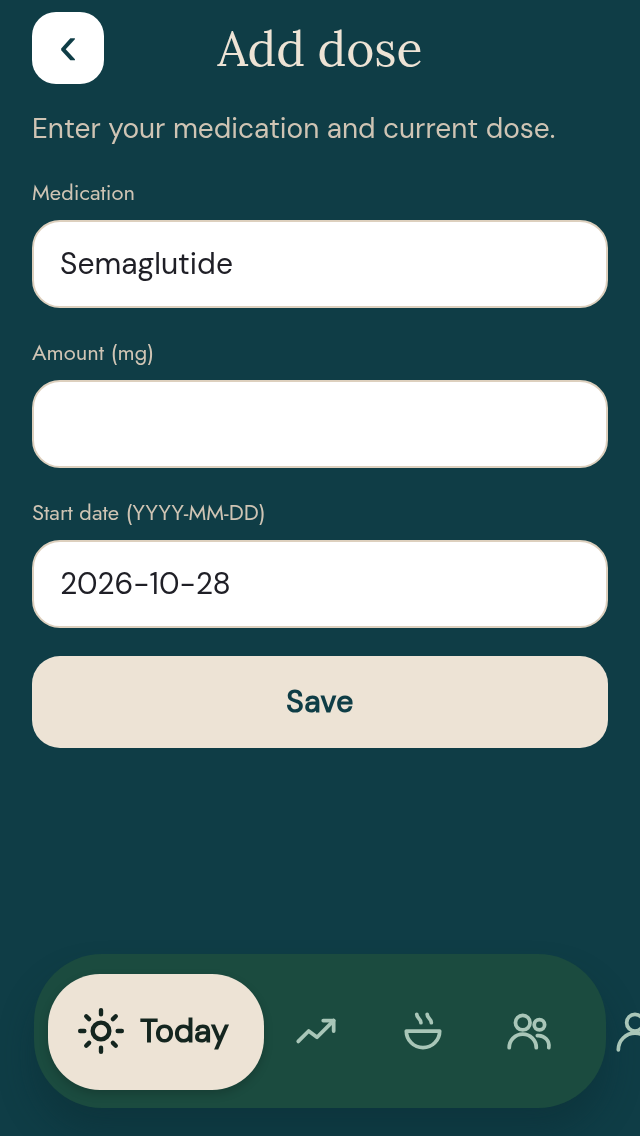 Add dose
Enter your medication and current dose.
Medication
Semaglutide
Amount (mg)
Start date (YYYY-MM-DD)
2026-10-28
Save
Today